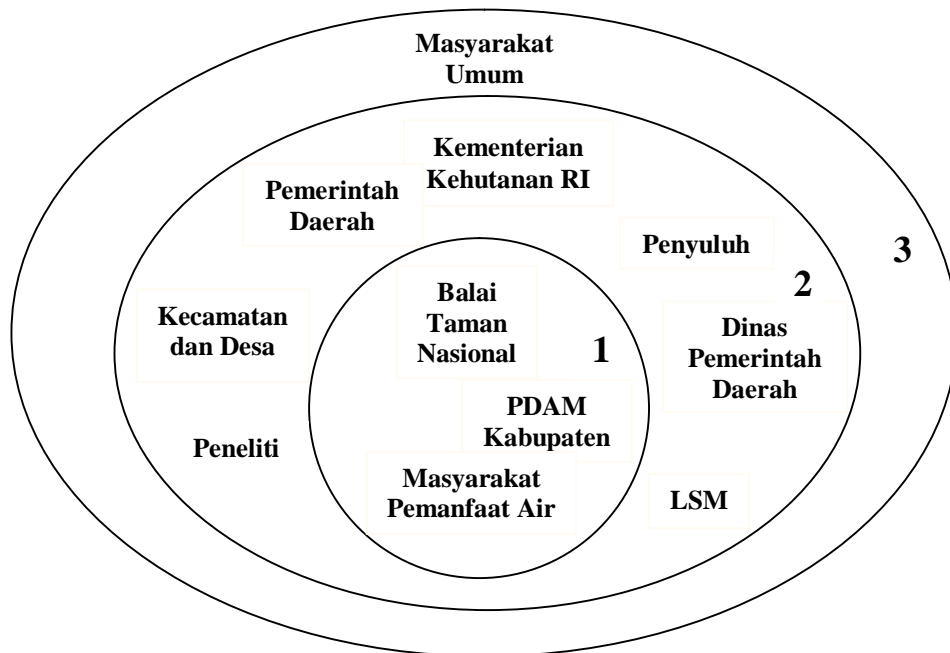 Masyarakat
Umum
Kementerian
Kehutanan RI
Pemerintah
Daerah
Penyuluh
3
2
Kecamatan
dan Desa
Balai
Taman
Nasional
1
Dinas
Pemerintah
Daerah
PDAM
Kabupaten
Peneliti
Masyarakat
Pemanfaat Air
LSM